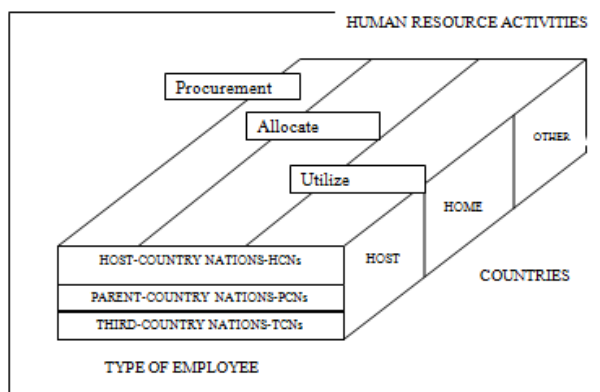 HUMAN RESOURCE ACTIVITIES
Procurement
Allocate
Utilize
OTHER
HOME
HOST
HOST-COUNTRY NATIONS-HCNs
PARENT-COUNTRY NATIONS-PCNs
THIRD-COUNTRY NATIONS-TCNs
COUNTRIES
TYPE OF EMPLOYEE